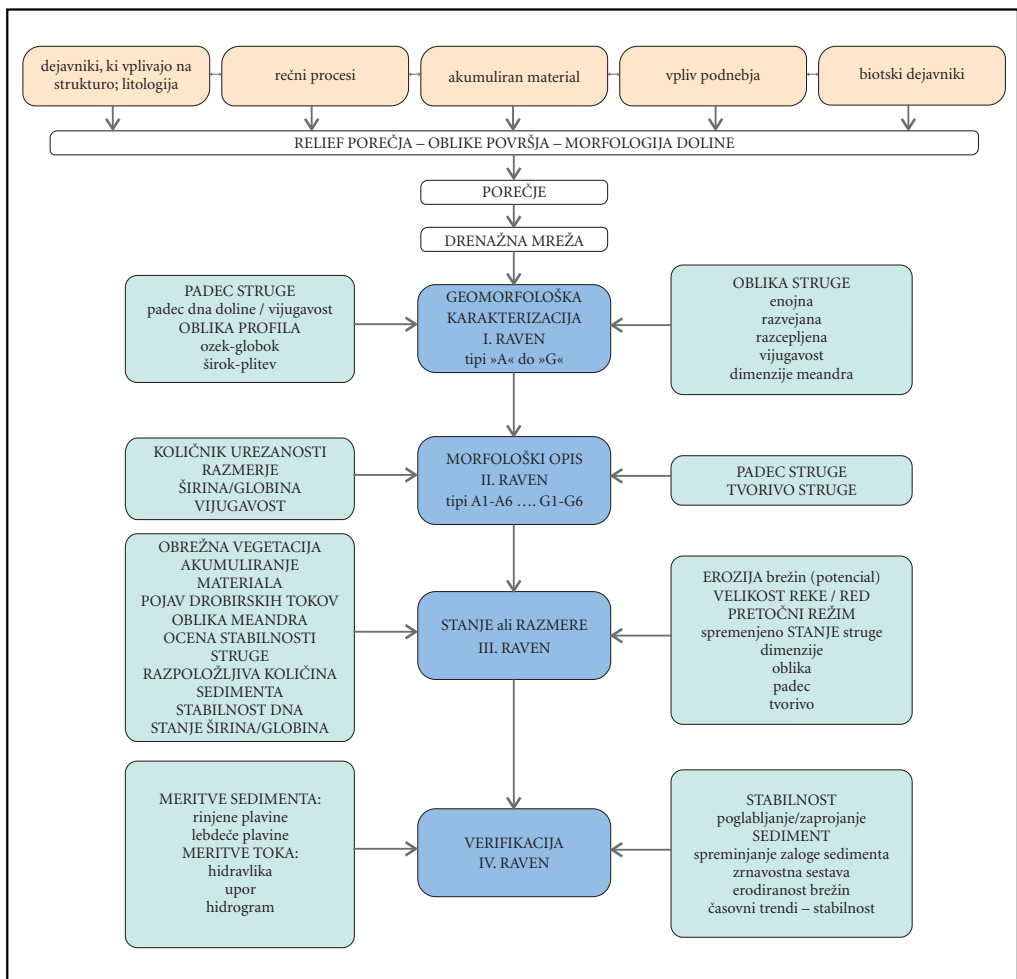 dejavniki, ki vplivajo na
strukturo; litologija
rečni procesi
akumuliran material
vpliv podnebja
biotski dejavniki
RELIEF POREČJA – OBLIKE POVRŠJA – MORFOLOGIJA DOLINE
POREČJE
DRENAŽNA MREŽA
PADEC STRUGE
padec dna doline / vijugavost
OBLIKA PROFILA
ozek-globok
širok-plitev
GEOMORFOLOŠKA
KARAKTERIZACIJA
I. RAVEN
tipi »A« do »G«
OBLIKA STRUGE
enojna
razvejana
razcepljena
vijugavost
dimenzije meandra
KOLIČNIK UREZANOSTI
RAZMERJE
ŠIRINA/GLOBINA
VIJUGAVOST
MORFOLOŠKI OPIS
II. RAVEN
tipi A1-A6 …. G1-G6
PADEC STRUGE
TVORIVO STRUGE
OBREŽNA VEGETACIJA
AKUMULIRANJE
MATERIALA
POJAV DROBIRSKIH TOKOV
OBLIKA MEANDRA
OCENA STABILNOSTI
STRUGE
RAZPOLOŽLJIVA KOLIČINA
SEDIMENTA
STABILNOST DNA
STANJE ŠIRINA/GLOBINA
STANJE ali RAZMERE
III. RAVEN
EROZIJA brežin (potencial)
VELIKOST REKE / RED
PRETOČNI REŽIM
spremenjeno STANJE struge
dimenzije
oblika
padec
tvorivo
MERITVE SEDIMENTA:
rinjene plavine
lebdeče plavine
MERITVE TOKA:
hidravlika
upor
hidrogram
VERIFIKACIJA
IV. RAVEN
STABILNOST
poglabljanje/zaprojanje
SEDIMENT
spreminjanje zaloge sedimenta
zrnavostna sestava
erodiranost brežin
časovni trendi – stabilnost